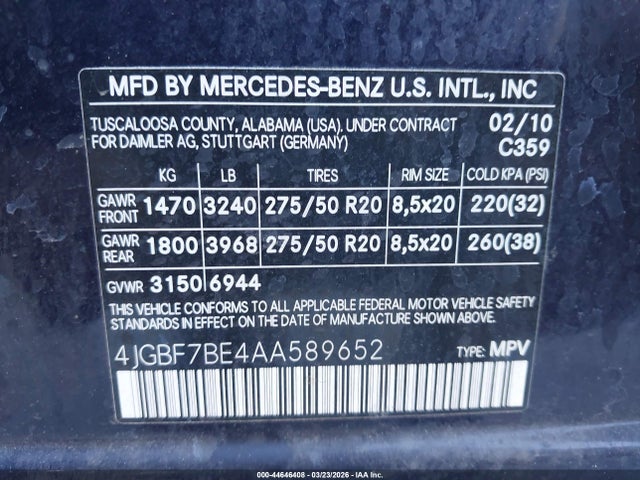 MFD BY MERCEDES-BENZ U.S. INTL., INC
TUSCALOOSA COUNTY, ALABAMA (USA). UNDER CONTRACT 02/10
FOR DAIMLER AG, STUTTGART (GERMANY) C359
KG LB TIRES RIM SIZE COLD KPA (PSI)
GAWR FRONT 1470 3240 275/50 R20 8,5x20 220(32)
GAWR REAR 1800 3968 275/50 R20 8,5x20 260(38)
GVWR 3150 6944
THIS VEHICLE CONFORMS TO ALL APPLICABLE FEDERAL MOTOR VEHICLE SAFETY
STANDARDS IN EFFECT ON THE DATE OF MANUFACTURE SHOWN ABOVE.
4JGBF7BE4AA589652 TYPE: MPV
000-44646408 - 03/23/2026 - IAA Inc.